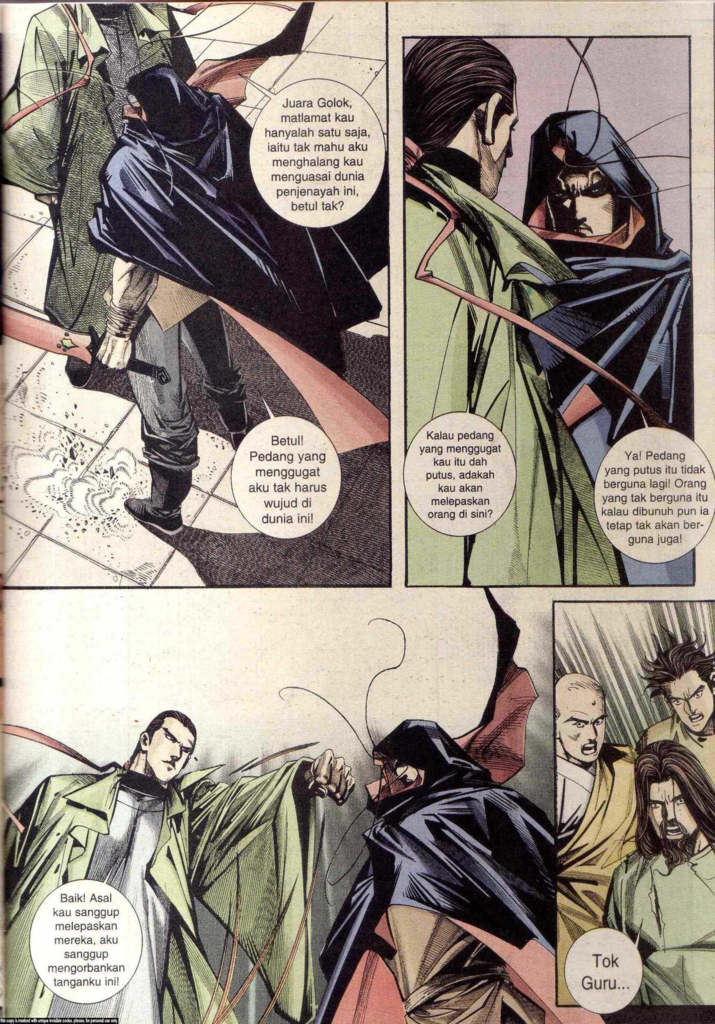 Juara Golok,
matlamat kau
hanyalah satu saja,
iaitu tak mahu aku
menghalang kau
menguasai dunia
penjenayah ini,
betul tak?
Betul!
Pedang yang
menggugat
aku tak harus
wujud di
dunia ini!
Kalau pedang
yang menggugat
kau itu dah
putus, adakah
kau akan
melepaskan
orang di sini?
Ya! Pedang
yang putus itu tidak
berguna lagi! Orang
yang tak berguna itu
kalau dibunuh pun ia
tetap tak akan ber-
guna juga!
Baik! Asal
kau sanggup
melepaskan
mereka, aku
sanggup
mengorbankan
tanganku ini!
Tok
Guru...